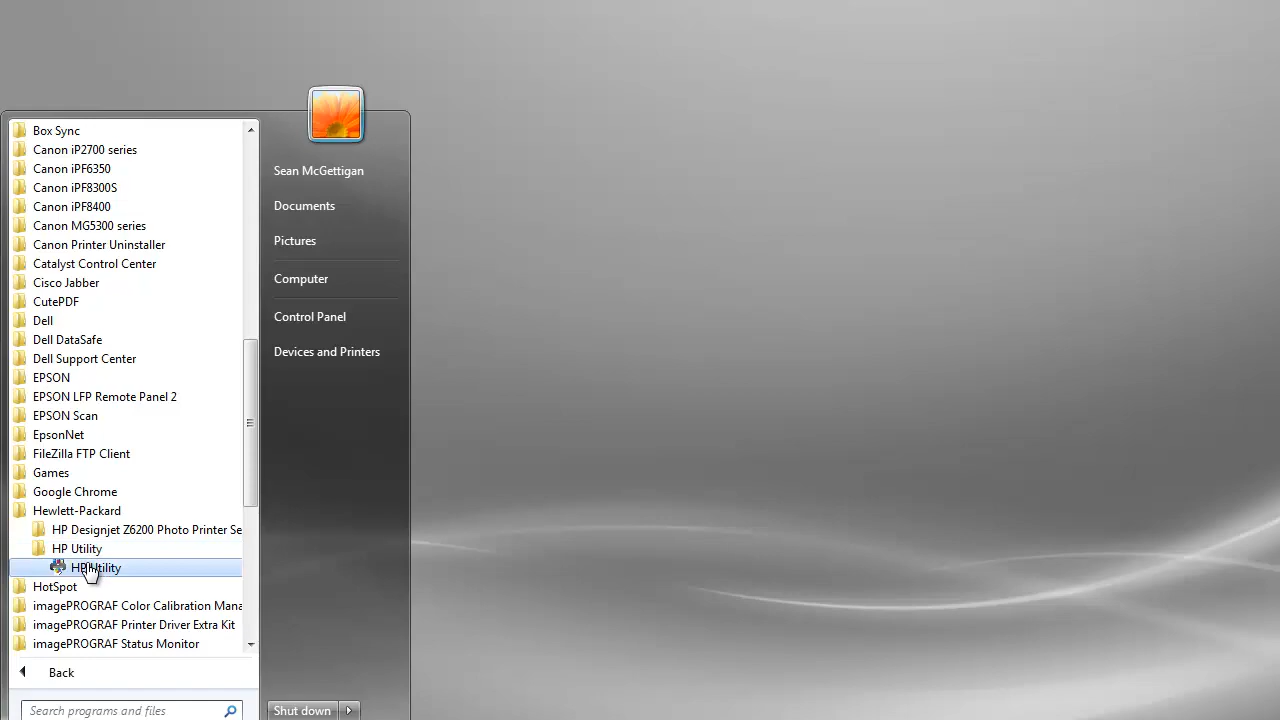 Box Sync
Canon iP2700 series
Canon iPF6350
Canon iPF8300S
Canon iPF8400
Canon MG5300 series
Canon Printer Uninstaller
Catalyst Control Center
Cisco Jabber
CutePDF
Dell
Dell DataSafe
Dell Support Center
EPSON
EPSON LFP Remote Panel 2
EPSON Scan
EpsonNet
FileZilla FTP Client
Games
Google Chrome
Hewlett-Packard
HP Designjet Z6200 Photo Printer Se
HP Utility
HP Utility
HotSpot
imagePROGRAF Color Calibration Mana
imagePROGRAF Printer Driver Extra Kit
imagePROGRAF Status Monitor
Back
Search programs and files
Sean McGettigan
Documents
Pictures
Computer
Control Panel
Devices and Printers
Shut down